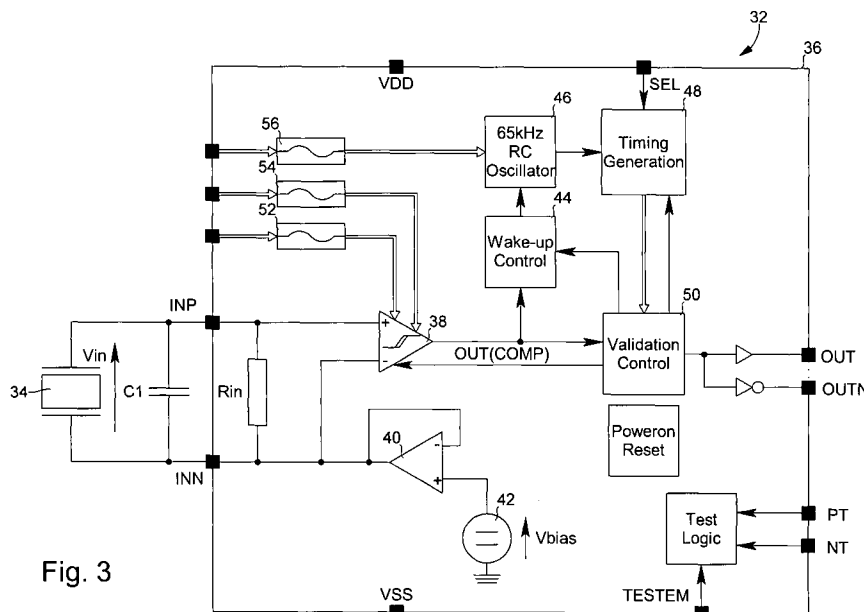 32
36
VDD
SEL
48
56
46
65kHz
RC
Oscillator
Timing
Generation
54
52
44
Wake-up
Control
50
INP
+
38
Validation
Control
-
OUT(COMP)
OUT
OUTN
34
Vin
C1
Rin
Poweron
Reset
40
-
+
INN
42
Vbias
Test
Logic
PT
NT
Fig. 3
VSS
TESTEM